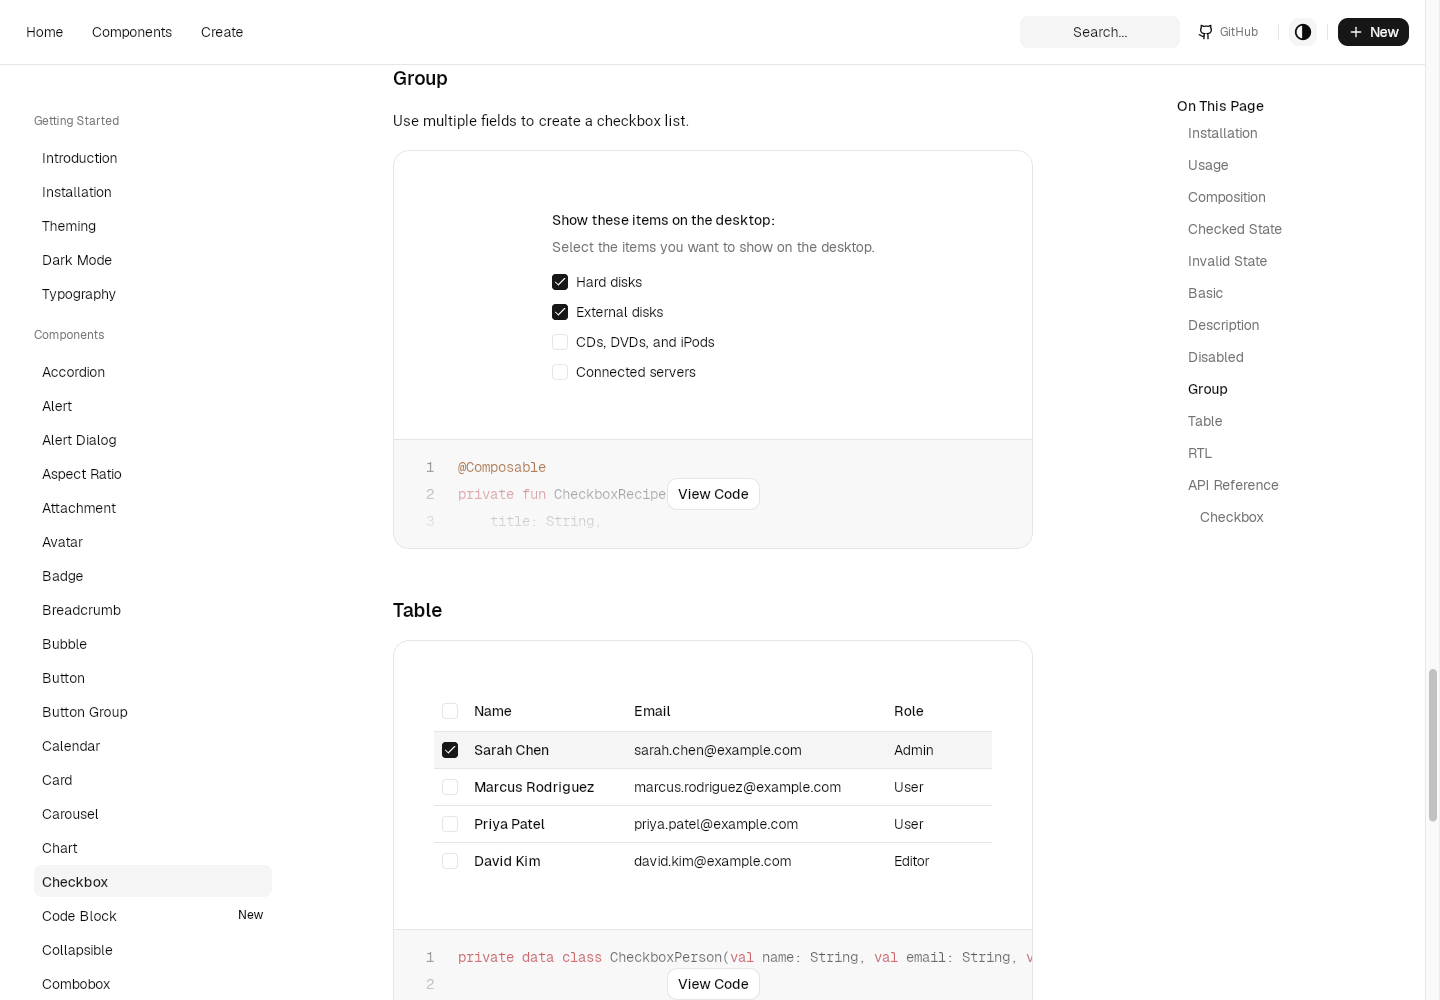 Home Components Create Search... GitHub New
Group
Use multiple fields to create a checkbox list.
Show these items on the desktop:
Select the items you want to show on the desktop.
Hard disks
External disks
CDs, DVDs, and iPods
Connected servers
1 @Composable
2 private fun CheckboxRecipe
View Code
3 title: String,
Table
Name Email Role
Sarah Chen sarah.chen@example.com Admin
Marcus Rodriguez marcus.rodriguez@example.com User
Priya Patel priya.patel@example.com User
David Kim david.kim@example.com Editor
1 private data class CheckboxPerson(val name: String, val email: String, v
2
View Code
Getting Started
Introduction
Installation
Theming
Dark Mode
Typography
Components
Accordion
Alert
Alert Dialog
Aspect Ratio
Attachment
Avatar
Badge
Breadcrumb
Bubble
Button
Button Group
Calendar
Card
Carousel
Chart
Checkbox
Code Block New
Collapsible
Combobox
On This Page
Installation
Usage
Composition
Checked State
Invalid State
Basic
Description
Disabled
Group
Table
RTL
API Reference
Checkbox